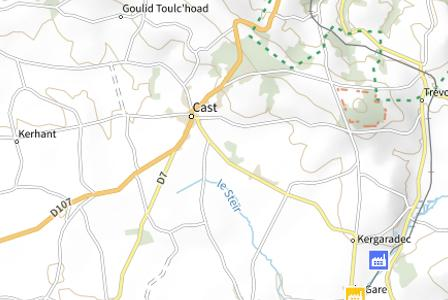 Goulid Toulc'hoad
Trévo
Cast
Kerhant
D7
le Steïr
D107
Kergaradec
Gare